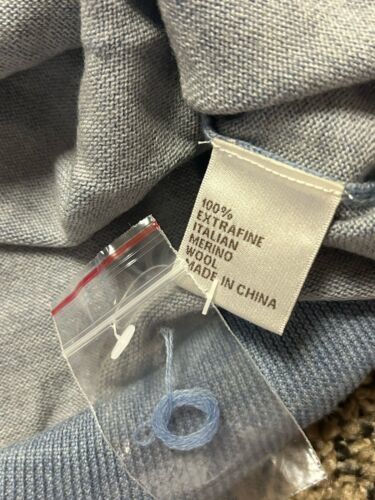 100%
EXTRAFINE
ITALIAN
MERINO
WOOL
MADE IN CHINA